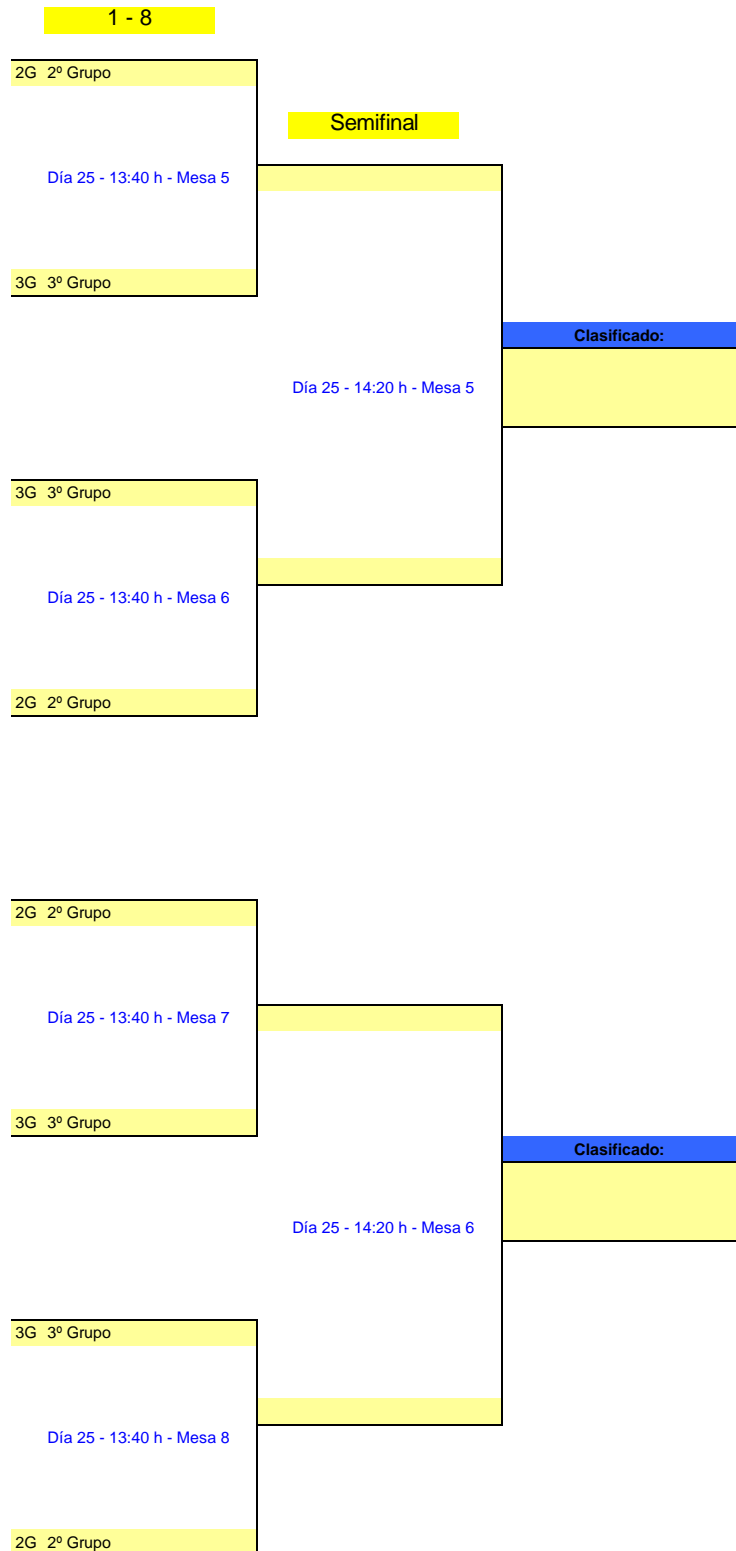 1 - 8
2G 2º Grupo
Semifinal
Día 25 - 13:40 h - Mesa 5
3G 3º Grupo
Clasificado:
Día 25 - 14:20 h - Mesa 5
3G 3º Grupo
Día 25 - 13:40 h - Mesa 6
2G 2º Grupo
2G 2º Grupo
Día 25 - 13:40 h - Mesa 7
3G 3º Grupo
Clasificado:
Día 25 - 14:20 h - Mesa 6
3G 3º Grupo
Día 25 - 13:40 h - Mesa 8
2G 2º Grupo